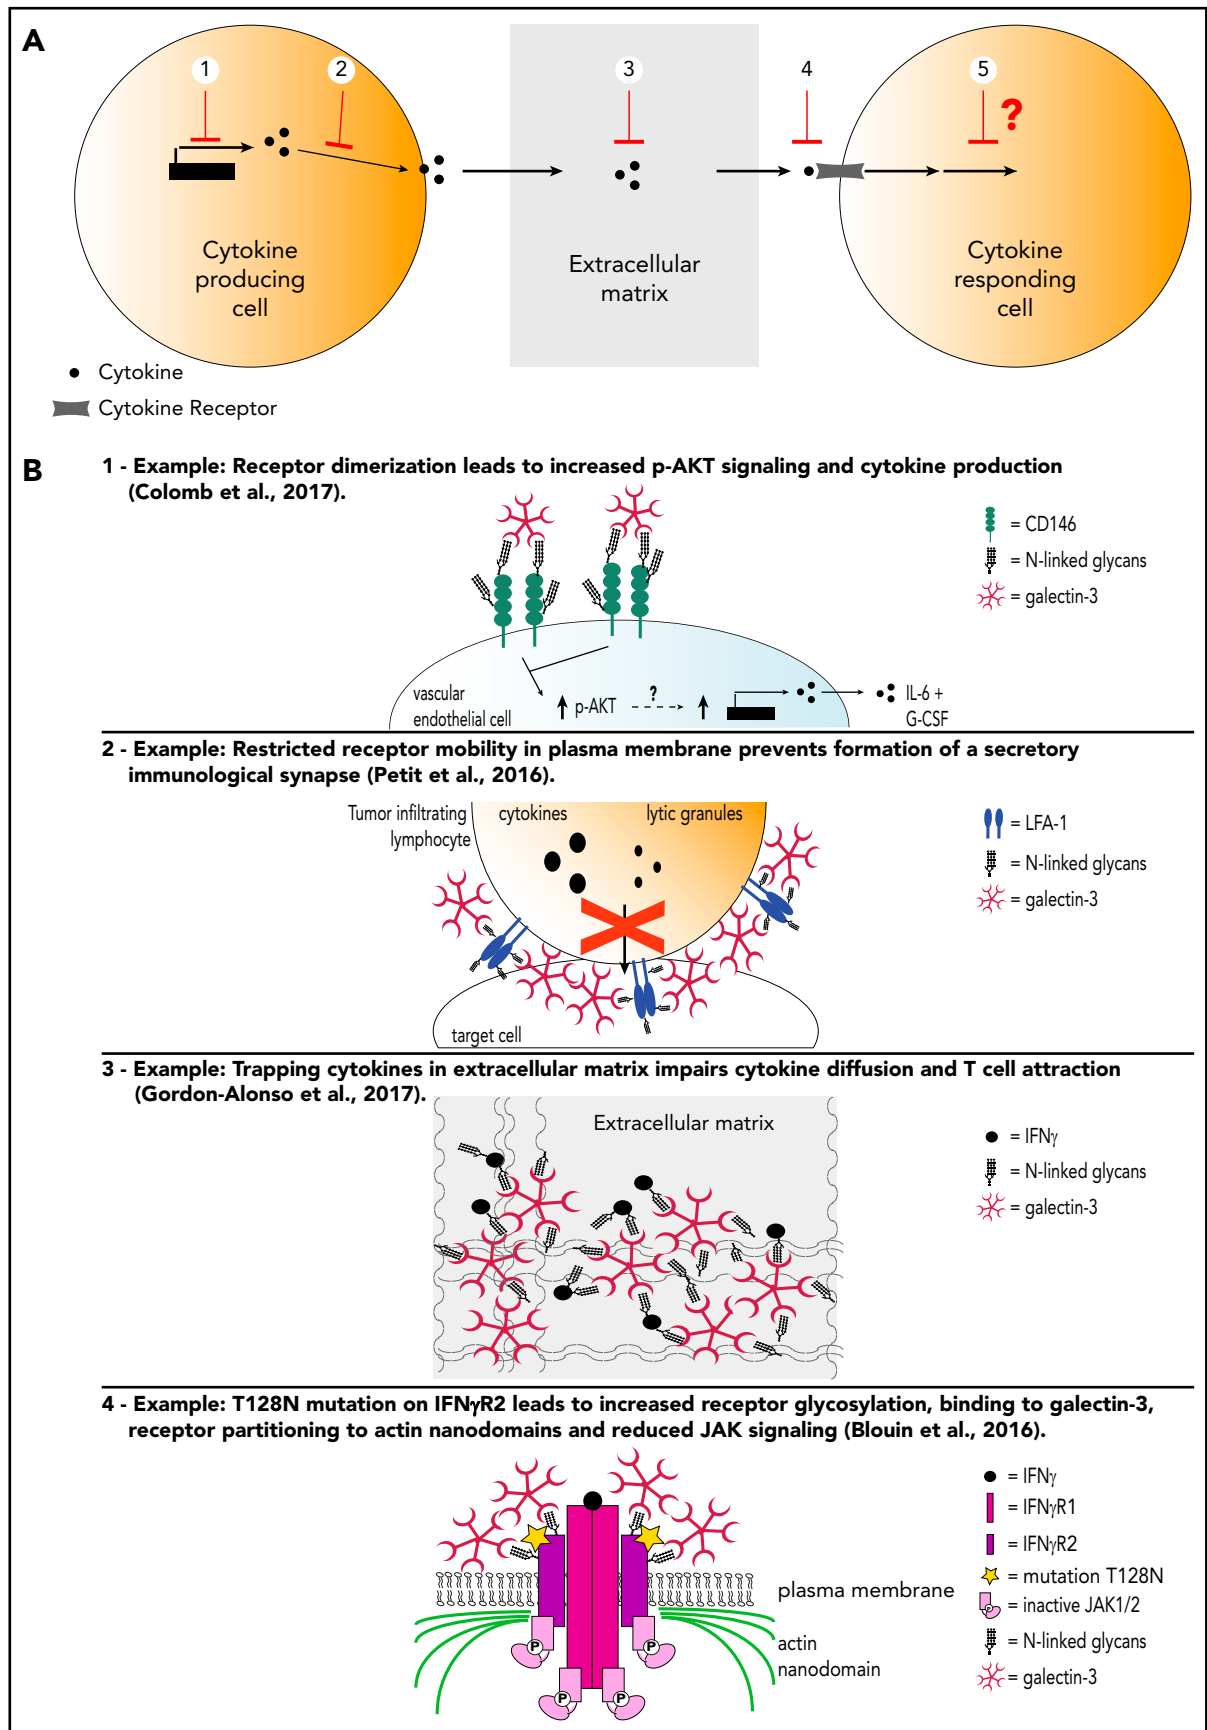 A
1
2
3
4
5
?
Cytokine
producing
cell
Extracellular
matrix
Cytokine
responding
cell
Cytokine
Cytokine Receptor
B
1 - Example: Receptor dimerization leads to increased p-AKT signaling and cytokine production
(Colomb et al., 2017).
= CD146
= N-linked glycans
= galectin-3
vascular
endothelial cell
p-AKT
?
IL-6 +
G-CSF
2 - Example: Restricted receptor mobility in plasma membrane prevents formation of a secretory
immunological synapse (Petit et al., 2016).
Tumor infiltrating
lymphocyte
cytokines
lytic granules
= LFA-1
= N-linked glycans
= galectin-3
target cell
3 - Example: Trapping cytokines in extracellular matrix impairs cytokine diffusion and T cell attraction
(Gordon-Alonso et al., 2017).
Extracellular matrix
= IFNγ
= N-linked glycans
= galectin-3
4 - Example: T128N mutation on IFNγR2 leads to increased receptor glycosylation, binding to galectin-3,
receptor partitioning to actin nanodomains and reduced JAK signaling (Blouin et al., 2016).
= IFNγ
= IFNγR1
= IFNγR2
= mutation T128N
P = inactive JAK1/2
= N-linked glycans
= galectin-3
plasma membrane
actin
nanodomain
P
P
P
P